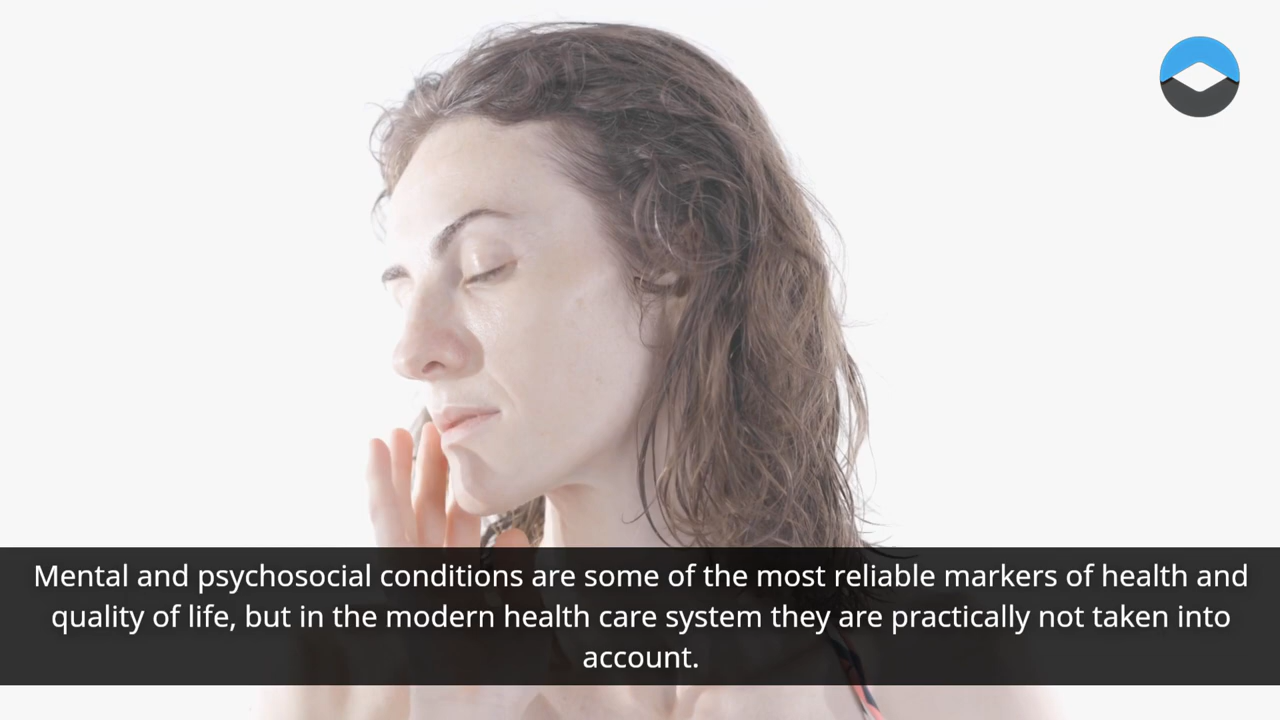 Mental and psychosocial conditions are some of the most reliable markers of health and
quality of life, but in the modern health care system they are practically not taken into
account.